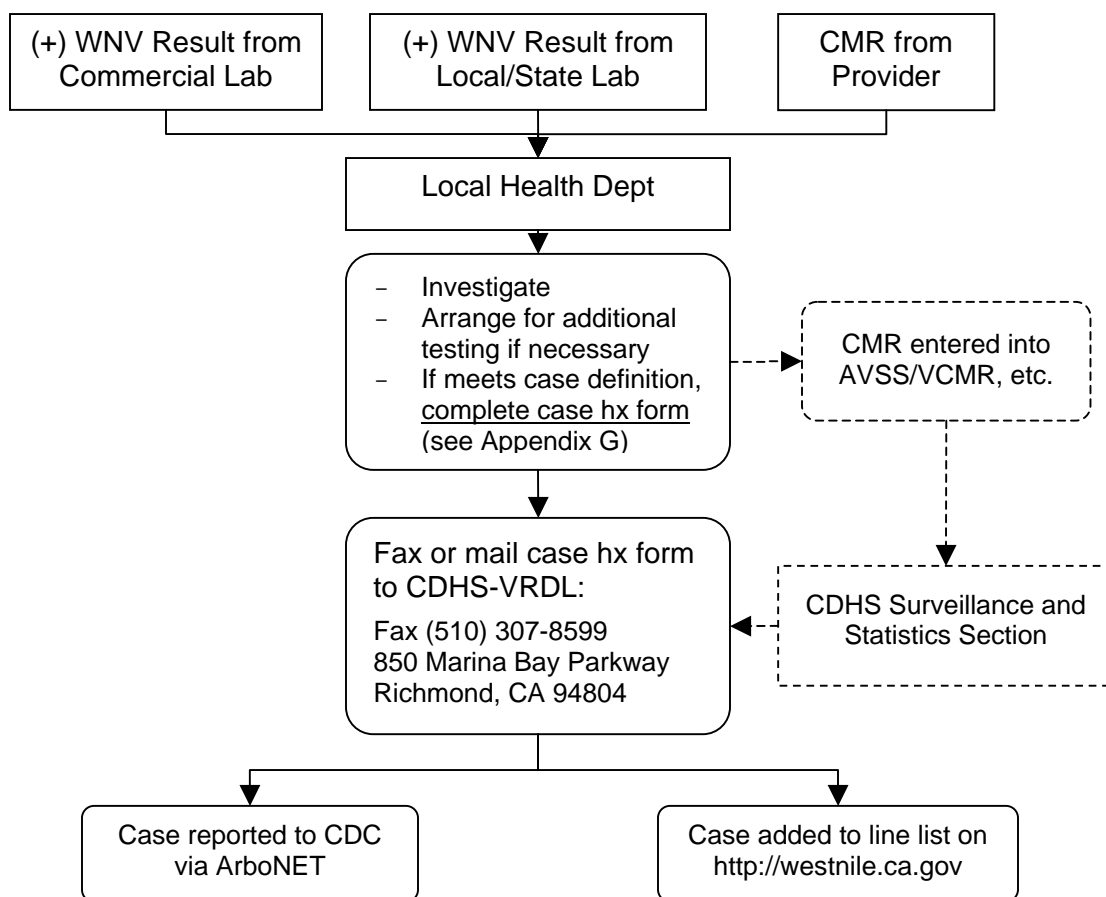 (+) WNV Result from
Commercial Lab
(+) WNV Result from
Local/State Lab
CMR from
Provider
Local Health Dept
- Investigate
- Arrange for additional
testing if necessary
- If meets case definition,
complete case hx form
(see Appendix G)
CMR entered into
AVSS/VCMR, etc.
Fax or mail case hx form
to CDHS-VRDL:
Fax (510) 307-8599
850 Marina Bay Parkway
Richmond, CA 94804
CDHS Surveillance and
Statistics Section
Case reported to CDC
via ArboNET
Case added to line list on
http://westnile.ca.gov